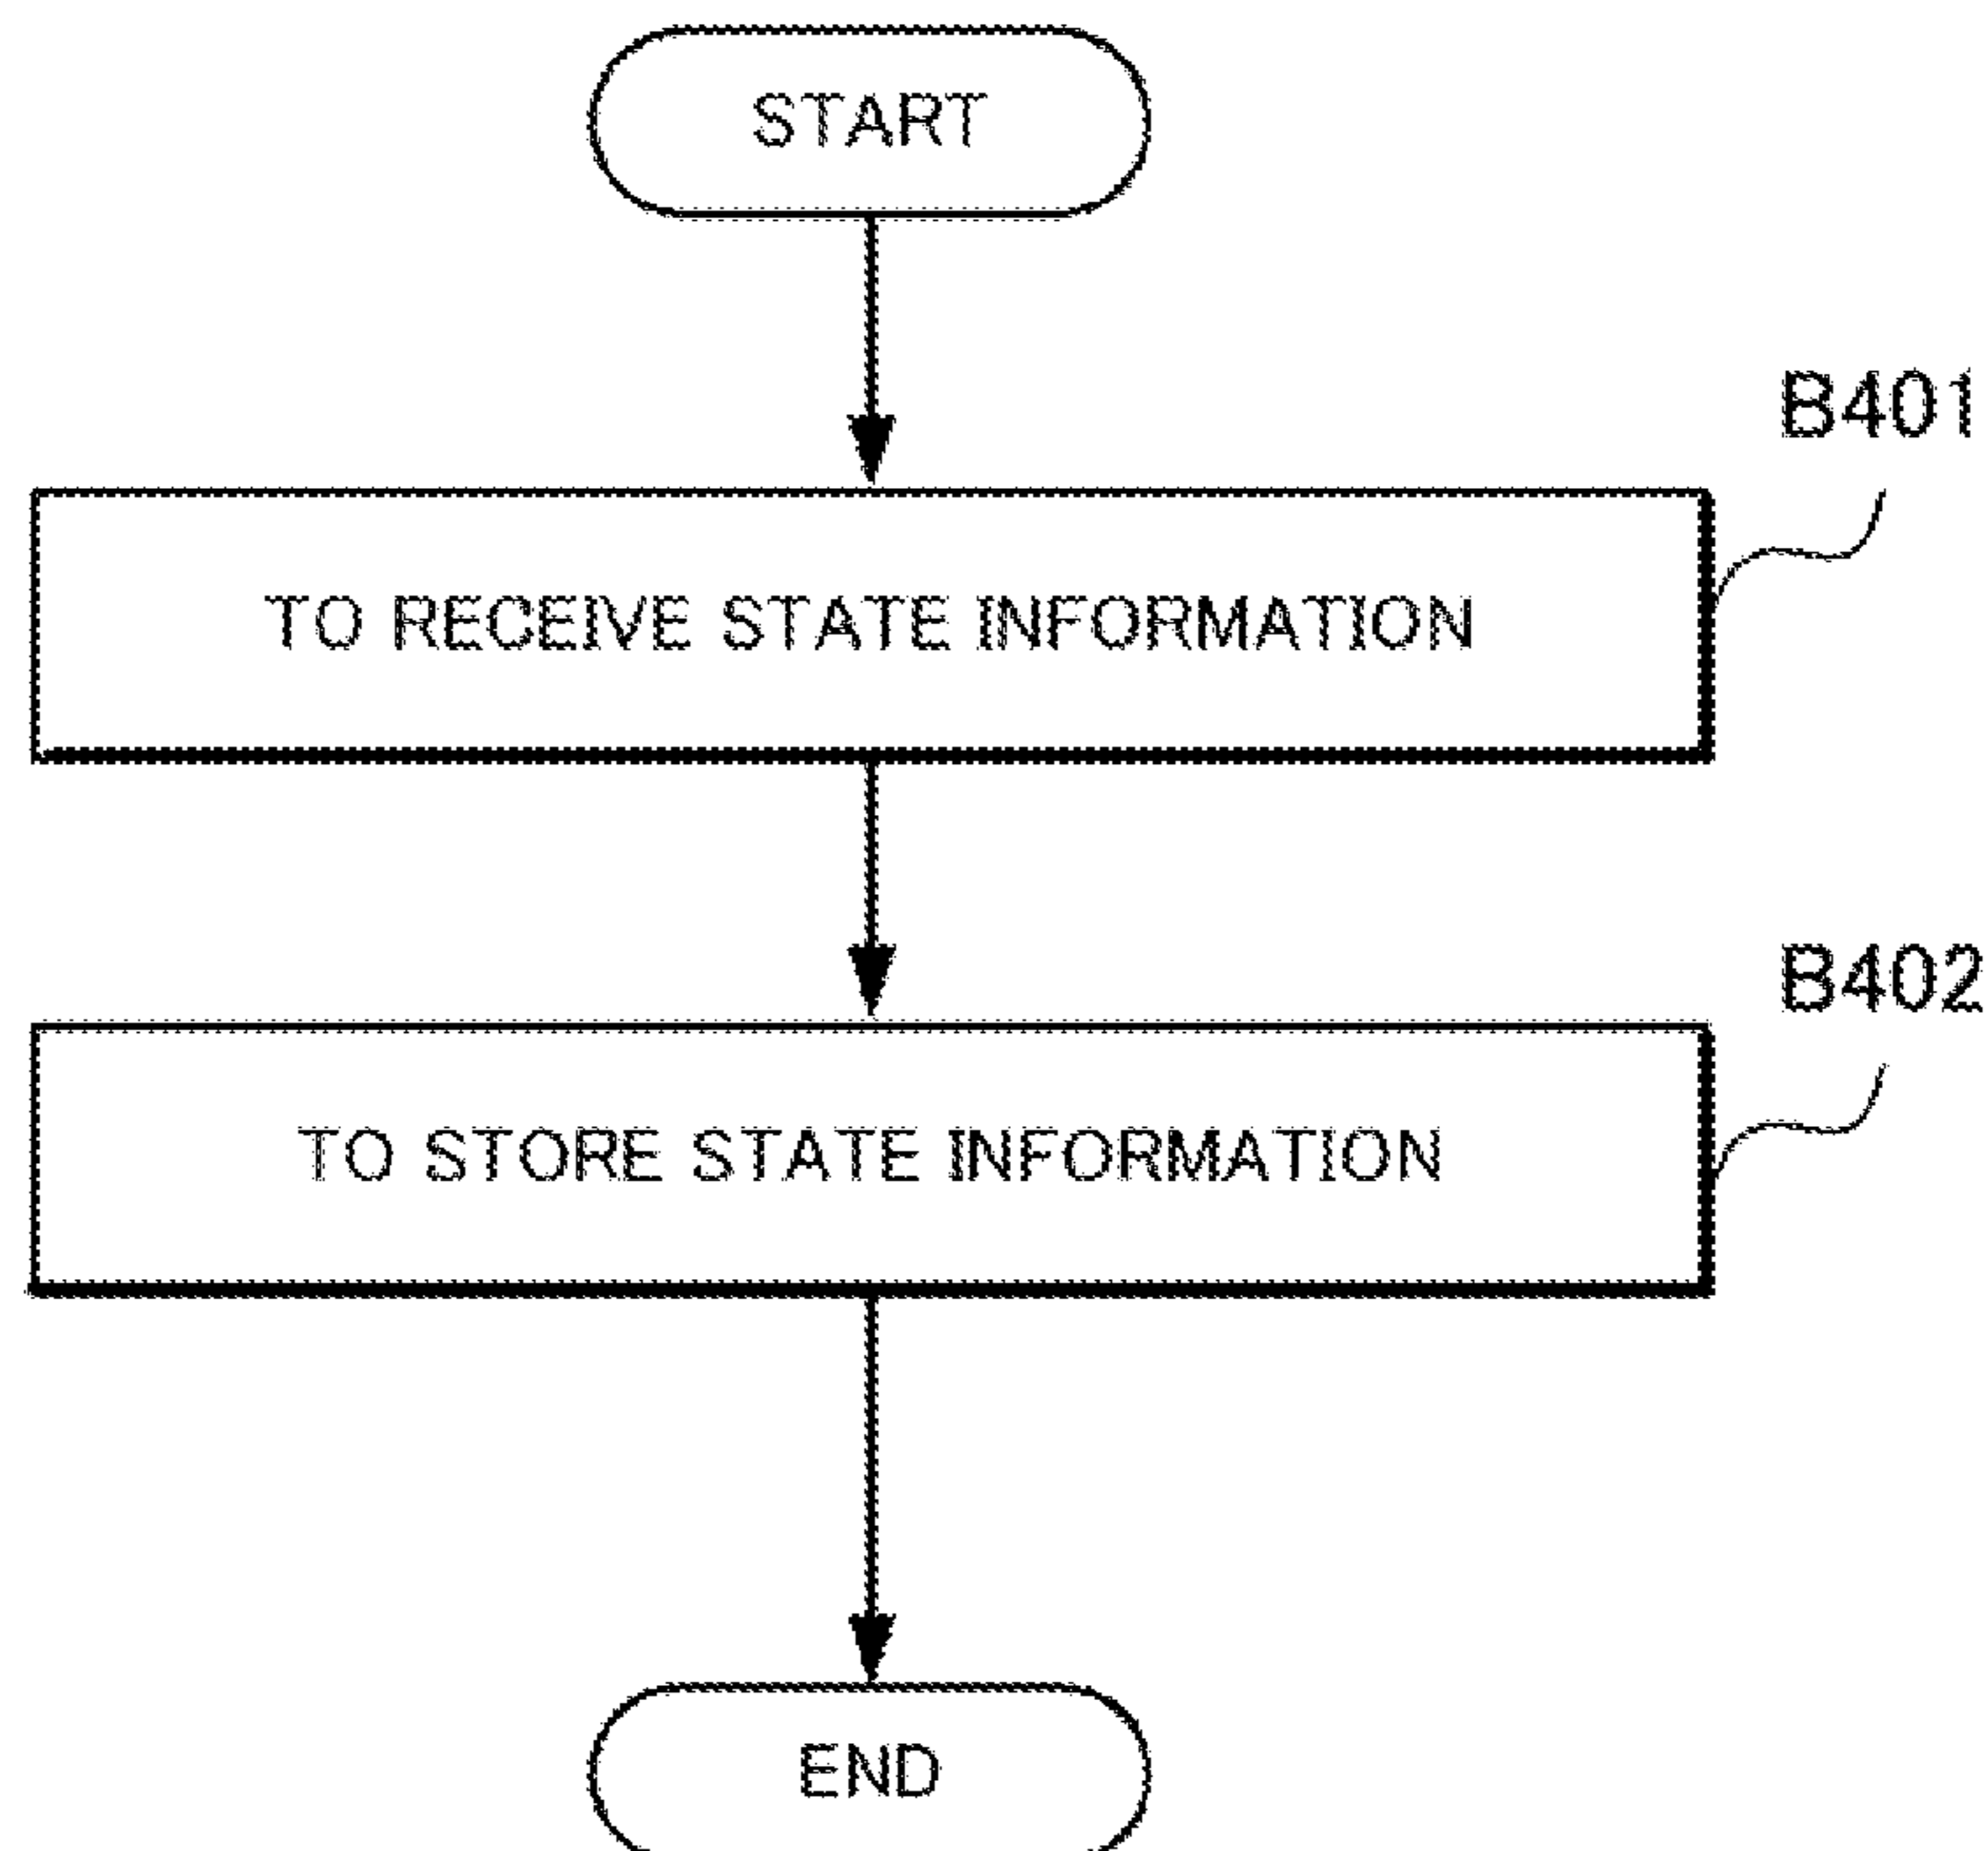 START
B401
TO RECEIVE STATE INFORMATION
B402
TO STORE STATE INFORMATION
END